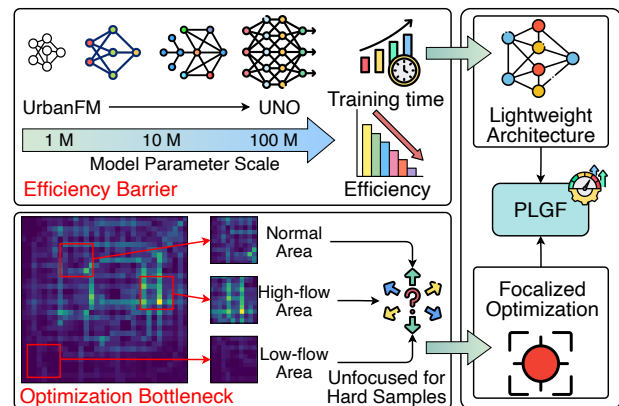 UrbanFM
UNO
1 M 10 M 100 M
Model Parameter Scale
Efficiency Barrier
Training time
Efficiency
Lightweight
Architecture
PLGF
Focalized
Optimization
Normal
Area
High-flow
Area
Low-flow
Area
?
Unfocused for
Hard Samples
Optimization Bottleneck